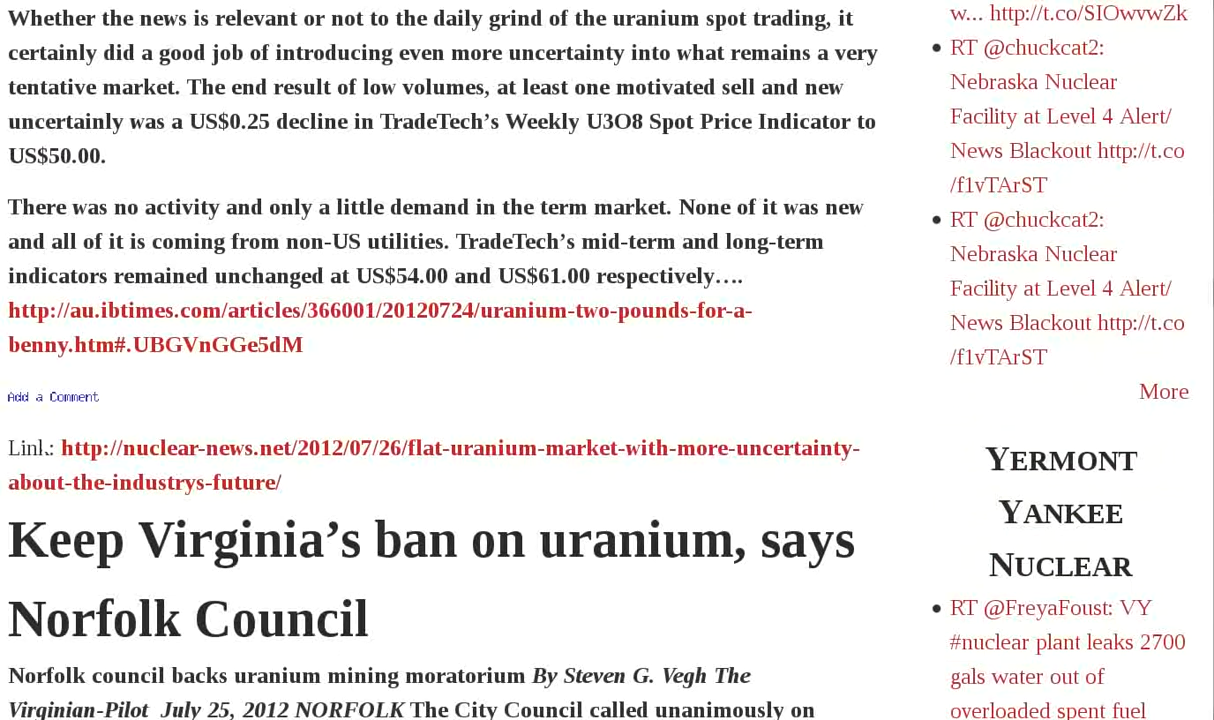 Whether the news is relevant or not to the daily grind of the uranium spot trading, it
certainly did a good job of introducing even more uncertainty into what remains a very
tentative market. The end result of low volumes, at least one motivated sell and new
uncertainly was a US$0.25 decline in TradeTech’s Weekly U3O8 Spot Price Indicator to
US$50.00.
There was no activity and only a little demand in the term market. None of it was new
and all of it is coming from non-US utilities. TradeTech’s mid-term and long-term
indicators remained unchanged at US$54.00 and US$61.00 respectively….
http://au.ibtimes.com/articles/366001/20120724/uranium-two-pounds-for-a-
benny.htm#.UBGVnGGe5dM
Add a Comment
Link: http://nuclear-news.net/2012/07/26/flat-uranium-market-with-more-uncertainty-
about-the-industrys-future/
Keep Virginia’s ban on uranium, says
Norfolk Council
Norfolk council backs uranium mining moratorium By Steven G. Vegh The
Virginian-Pilot July 25, 2012 NORFOLK The City Council called unanimously on
w... http://t.co/SIOwvwZk
RT @chuckcat2:
Nebraska Nuclear
Facility at Level 4 Alert/
News Blackout http://t.co
/f1vTArST
RT @chuckcat2:
Nebraska Nuclear
Facility at Level 4 Alert/
News Blackout http://t.co
/f1vTArST
More
YERMONT
YANKEE
NUCLEAR
RT @FreyaFoust: VY
#nuclear plant leaks 2700
gals water out of
overloaded spent fuel